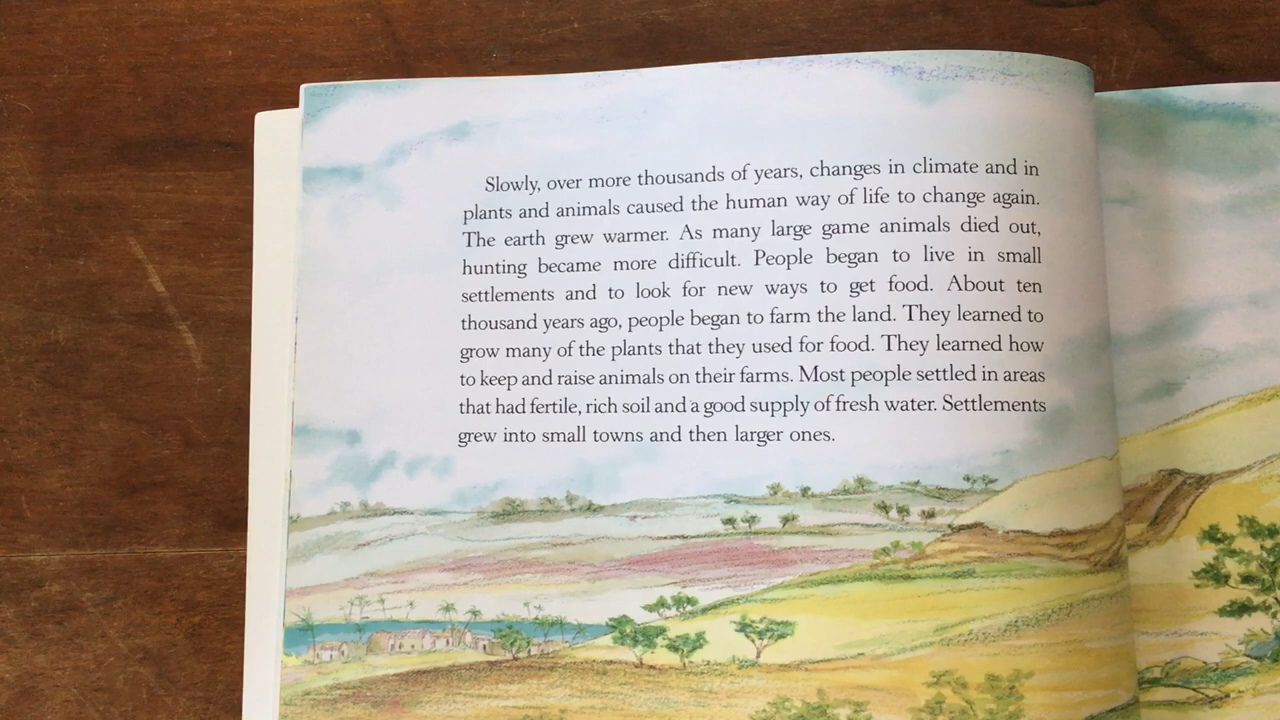 Slowly, over more thousands of years, changes in climate and in
plants and animals caused the human way of life to change again.
The earth grew warmer. As many large game animals died out,
hunting became more difficult. People began to live in small
settlements and to look for new ways to get food. About ten
thousand years ago, people began to farm the land. They learned to
grow many of the plants that they used for food. They learned how
to keep and raise animals on their farms. Most people settled in areas
that had fertile, rich soil and a good supply of fresh water. Settlements
grew into small towns and then larger ones.